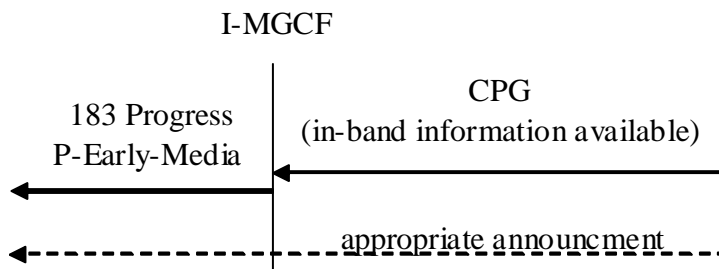 I-MGCF
183 Progress
P-Early-Media
CPG
(in-band information available)
appropriate announcment